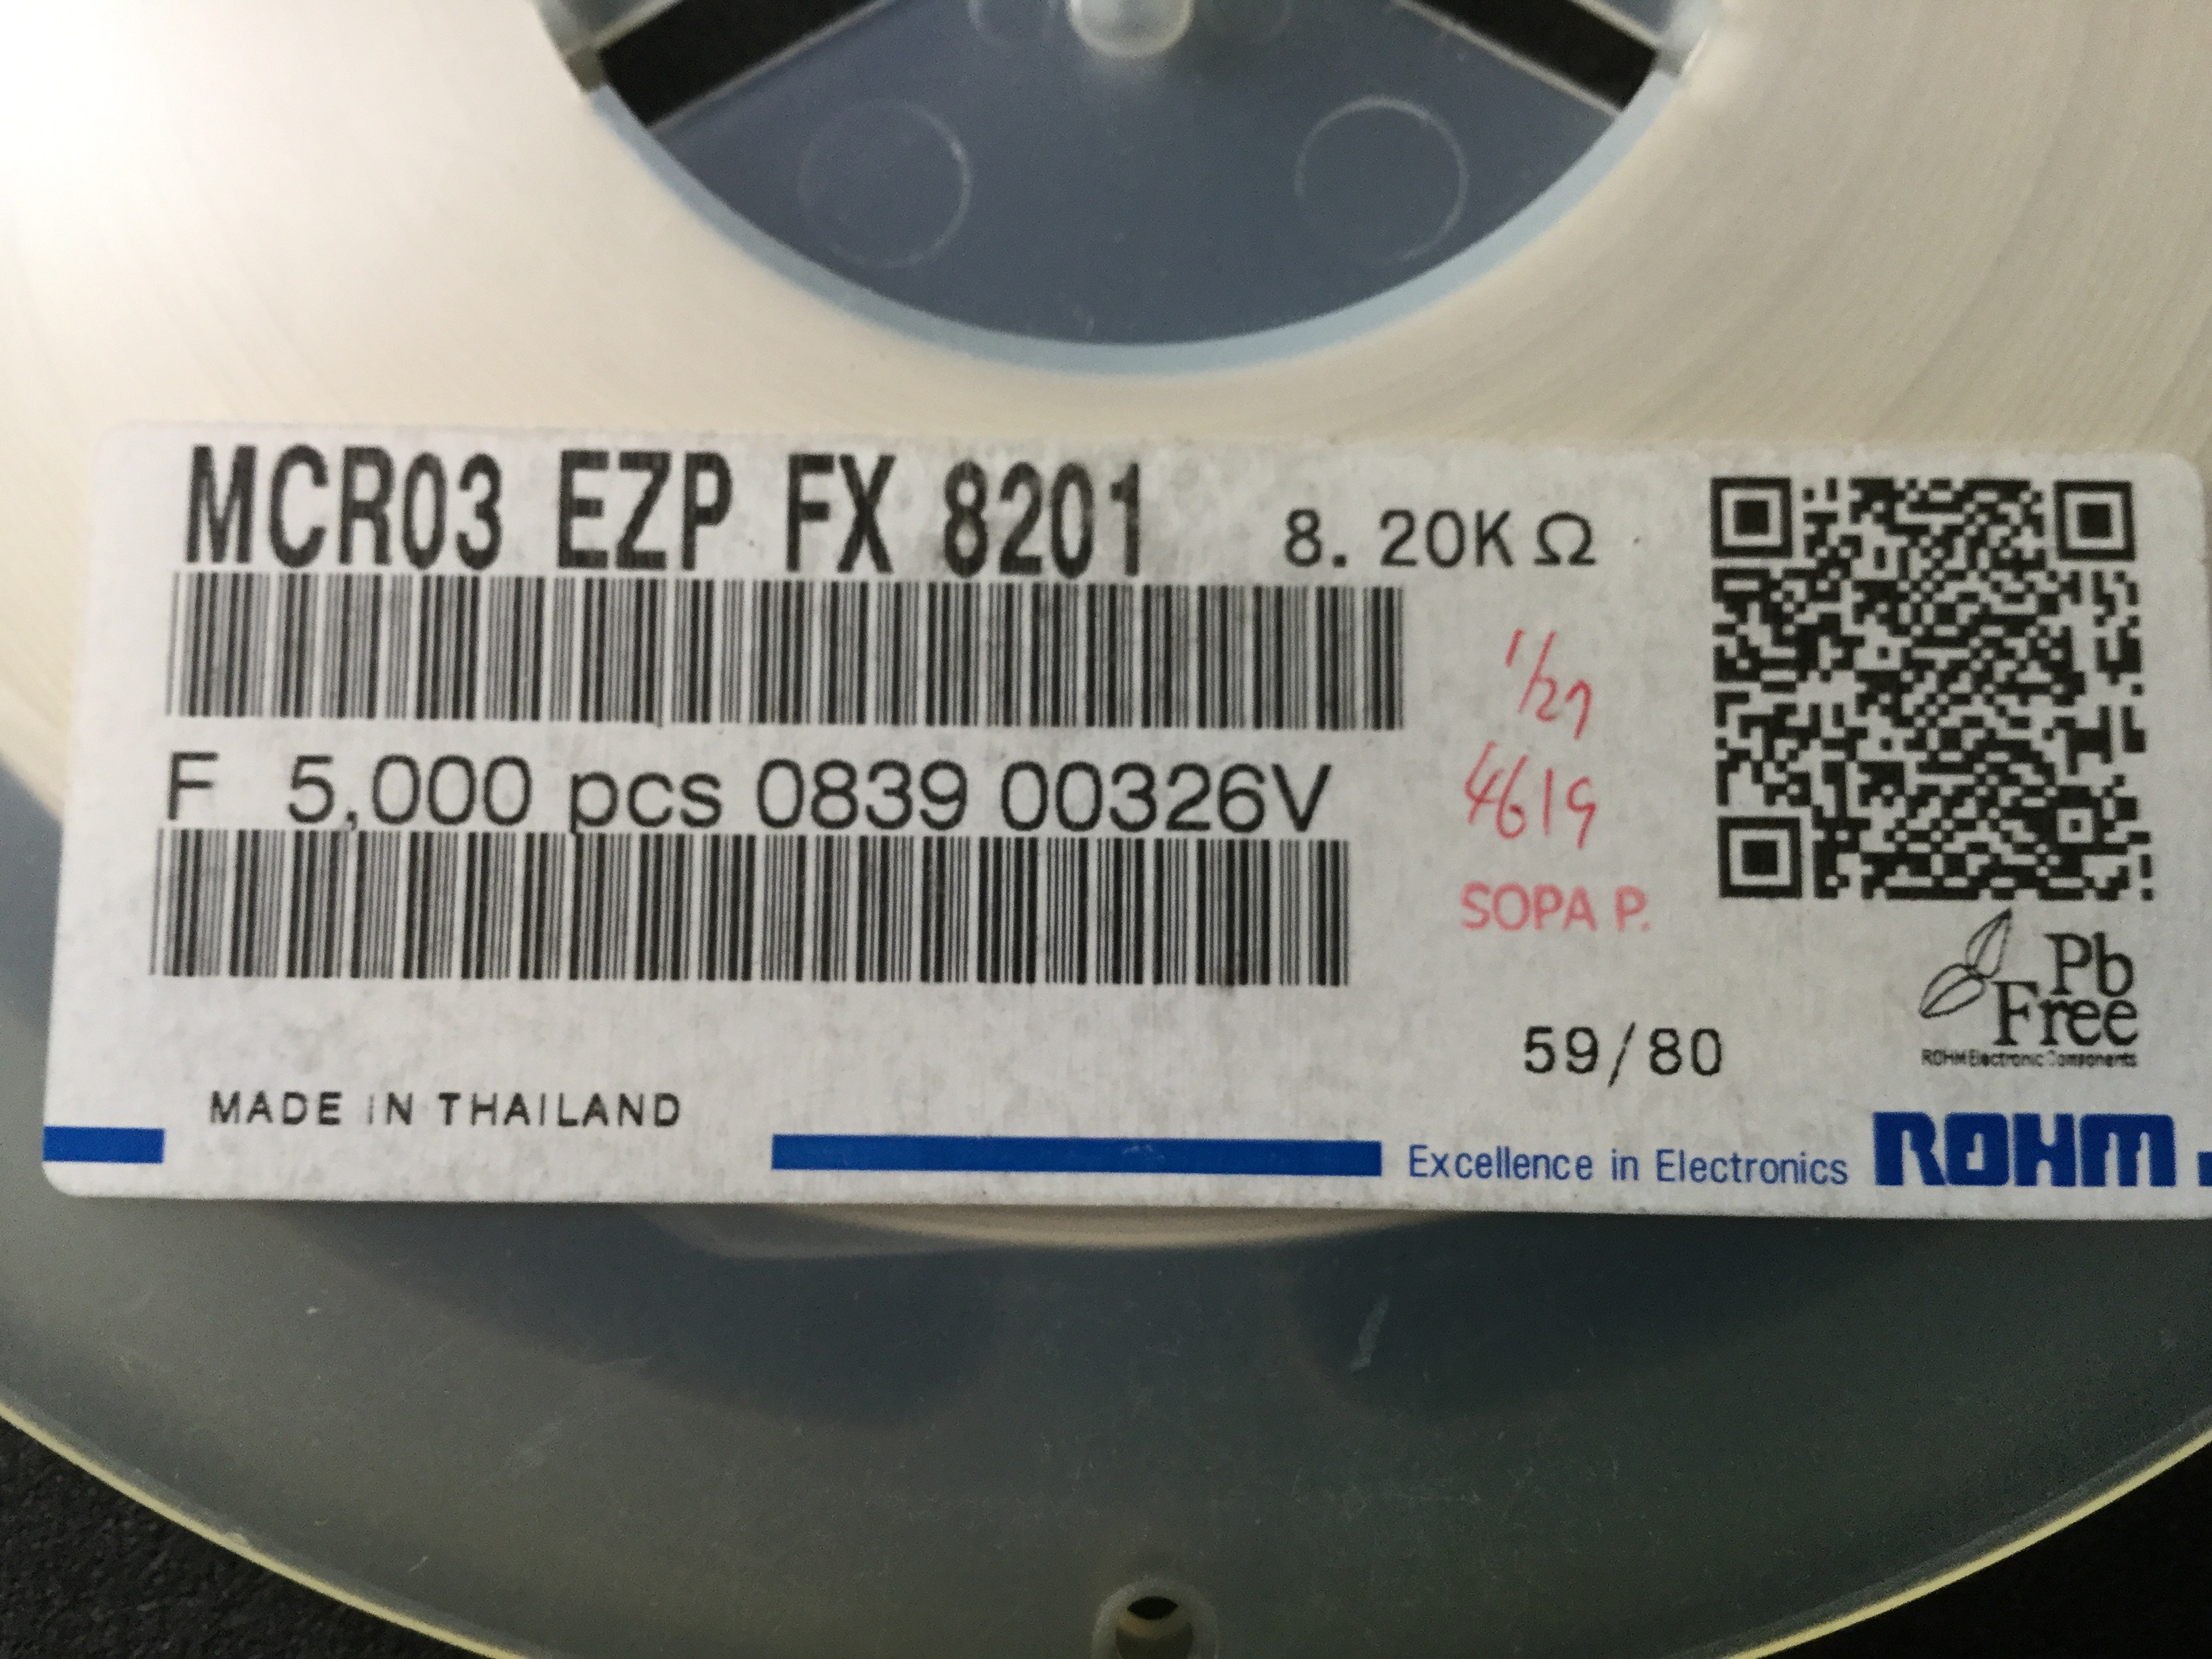 MCR03 EZP FX 8201 8.20KΩ
F 5,000 pcs 0839 00326V
1/27
4619
SOPA P.
Pb
Free
ROHM Electronic Components
59/80
MADE IN THAILAND
Excellence in Electronics ROHM